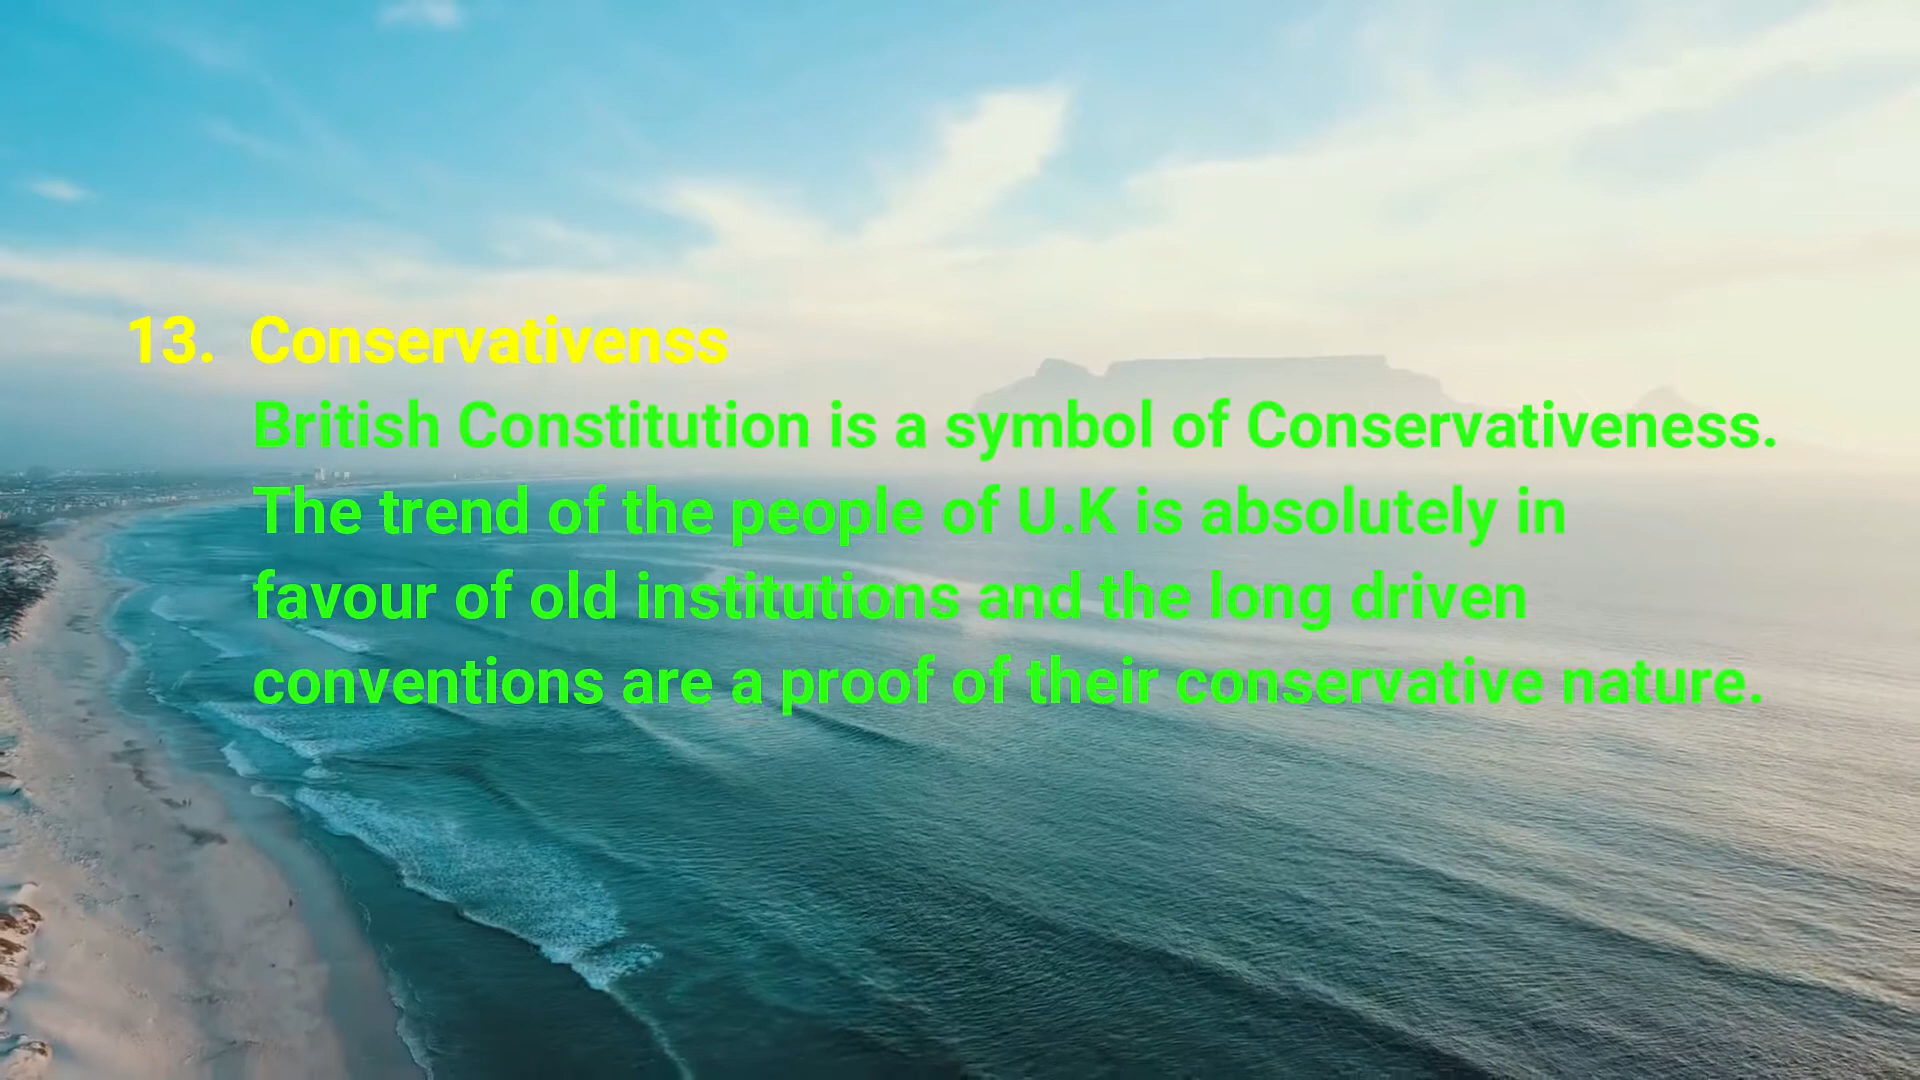 13. Conservativenss
British Constitution is a symbol of Conservativeness.
The trend of the people of U.K is absolutely in
favour of old institutions and the long driven
conventions are a proof of their conservative nature.